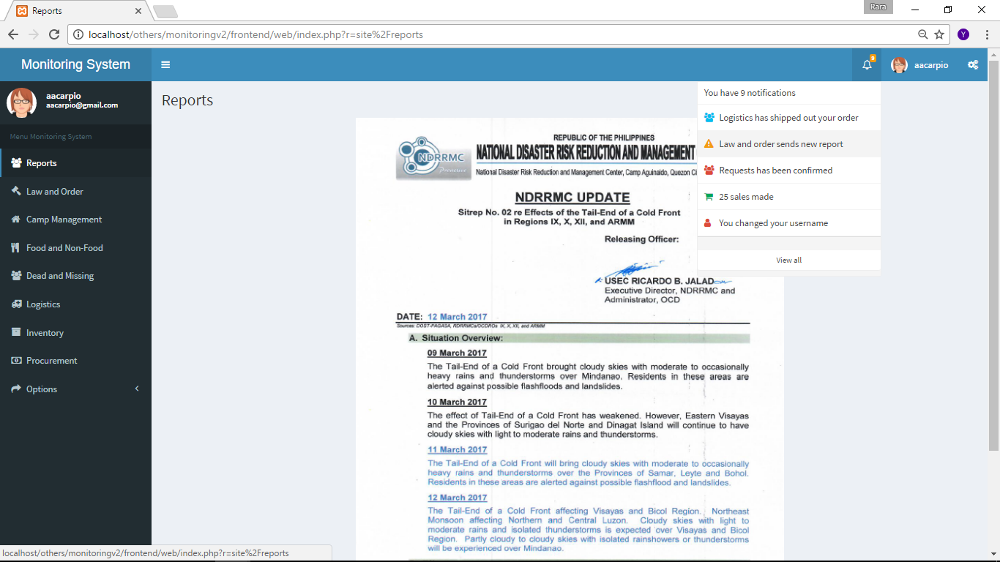 Reports
Rara
localhost/others/monitoringv2/frontend/web/index.php?r=site%2Freports
Y
Monitoring System
9
aacarpio
aacarpio
aacarpio@gmail.com
Menu Monitoring System
Reports
Law and Order
Camp Management
Food and Non-Food
Dead and Missing
Logistics
Inventory
Procurement
Options
Reports
You have 9 notifications
Logistics has shipped out your order
Law and order sends new report
Requests has been confirmed
25 sales made
You changed your username
View all
NDRRMC
REPUBLIC OF THE PHILIPPINES
NATIONAL DISASTER RISK REDUCTION AND MANAGEMENT
National Disaster Risk Reduction and Management Center, Camp Aguinaldo, Quezon Ci
NDRRMC UPDATE
Sitrep No. 02 re Effects of the Tail-End of a Cold Front
in Regions IX, X, XII, and ARMM
Releasing Officer:
USEC RICARDO B. JALAD
Executive Director, NDRRMC and
Administrator, OCD
DATE: 12 March 2017
Sources: DOST-PAGASA, RDRRMCs/OCDROs IX, X, XII, and ARMM
A. Situation Overview:
09 March 2017
The Tail-End of a Cold Front brought cloudy skies with moderate to occasionally
heavy rains and thunderstorms over Mindanao. Residents in these areas are
alerted against possible flashfloods and landslides.
10 March 2017
The effect of Tail-End of a Cold Front has weakened. However, Eastern Visayas
and the Provinces of Surigao del Norte and Dinagat Island will continue to have
cloudy skies with light to moderate rains and thunderstorms.
11 March 2017
The Tail-End of a Cold Front will bring cloudy skies with moderate to occasionally
heavy rains and thunderstorms over the Provinces of Samar, Leyte and Bohol.
Residents in these areas are alerted against possible flashflood and landslides.
12 March 2017
The Tail-End of a Cold Front affecting Visayas and Bicol Region. Northeast
Monsoon affecting Northern and Central Luzon. Cloudy skies with light to
moderate rains and isolated thunderstorms is expected over Visayas and Bicol
Region. Partly cloudy to cloudy skies with isolated rainshowers or thunderstorms
will be experienced over Mindanao.
localhost/others/monitoringv2/frontend/web/index.php?r=site%2Freports